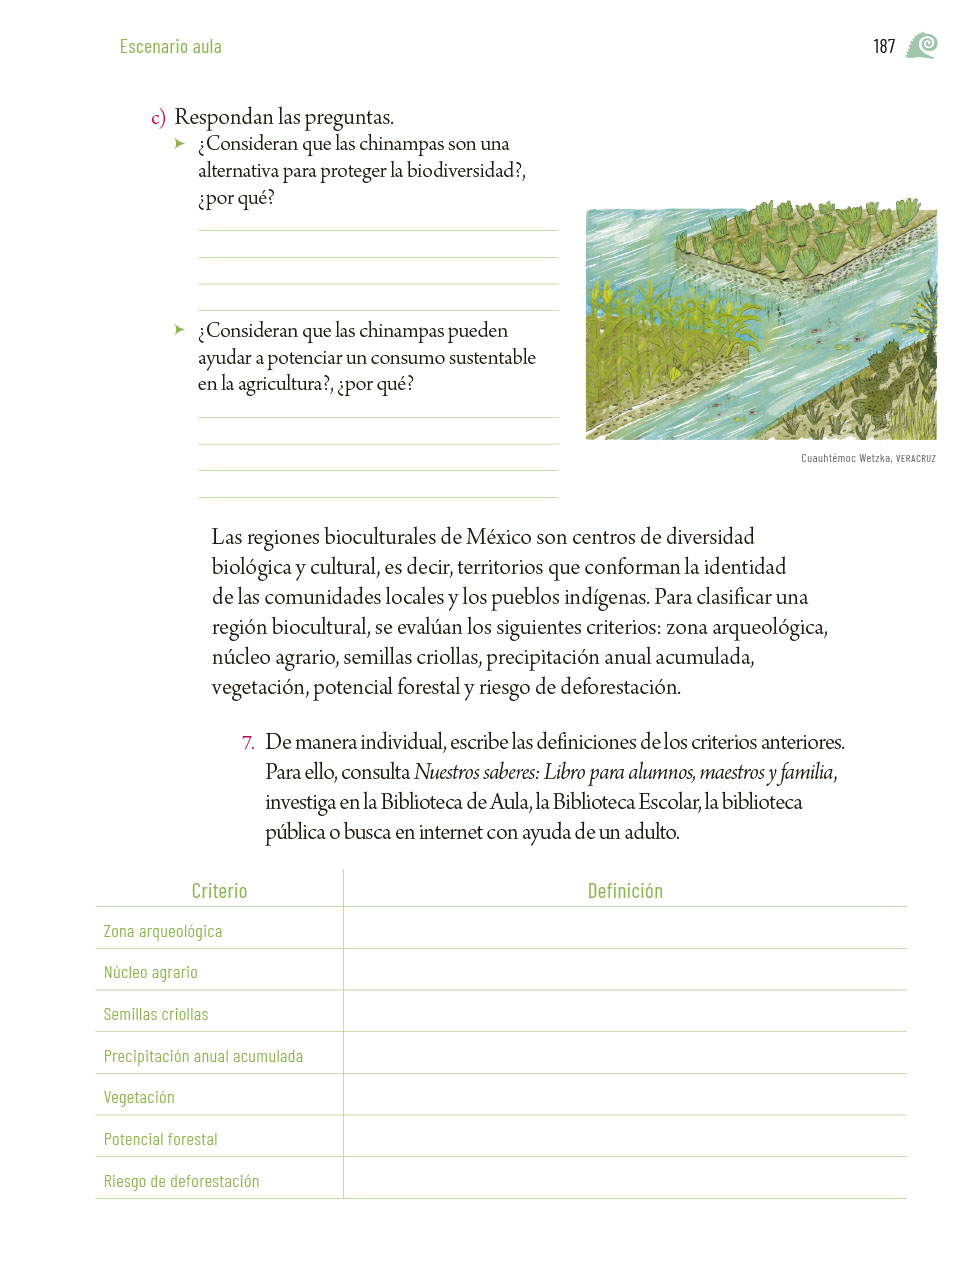 Escenario aula
187
c) Respondan las preguntas.
➤ ¿Consideran que las chinampas son una
alternativa para proteger la biodiversidad?,
¿por qué?
➤ ¿Consideran que las chinampas pueden
ayudar a potenciar un consumo sustentable
en la agricultura?, ¿por qué?
Cuauhtémoc Wetzka, VERACRUZ
Las regiones bioculturales de México son centros de diversidad
biológica y cultural, es decir, territorios que conforman la identidad
de las comunidades locales y los pueblos indígenas. Para clasificar una
región biocultural, se evalúan los siguientes criterios: zona arqueológica,
núcleo agrario, semillas criollas, precipitación anual acumulada,
vegetación, potencial forestal y riesgo de deforestación.
7. De manera individual, escribe las definiciones de los criterios anteriores.
Para ello, consulta Nuestros saberes: Libro para alumnos, maestros y familia,
investiga en la Biblioteca de Aula, la Biblioteca Escolar, la biblioteca
pública o busca en internet con ayuda de un adulto.
Criterio Definición
Zona arqueológica
Núcleo agrario
Semillas criollas
Precipitación anual acumulada
Vegetación
Potencial forestal
Riesgo de deforestación